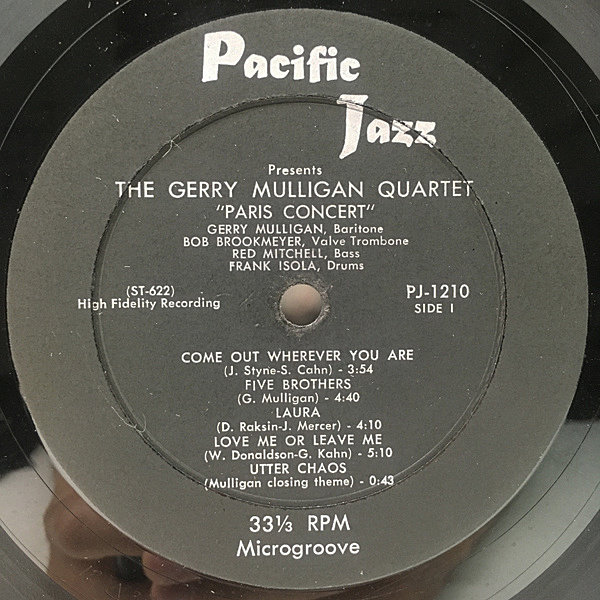 Pacific
Jazz
Presents
THE GERRY MULLIGAN QUARTET
"PARIS CONCERT"
GERRY MULLIGAN, Baritone
BOB BROOKMEYER, Valve Trombone
RED MITCHELL, Bass
FRANK ISOLA, Drums
(ST-622)
High Fidelity Recording
PJ-1210
SIDE 1
COME OUT WHEREVER YOU ARE
(J. Styne-S. Cahn) - 3:54
FIVE BROTHERS
(G. Mulligan) - 4:40
LAURA
(D. Raksin-J. Mercer) - 4:10
LOVE ME OR LEAVE ME
(W. Donaldson-G. Kahn) - 5:10
UTTER CHAOS
(Mulligan closing theme) - 0:43
33⅓ RPM
Microgroove